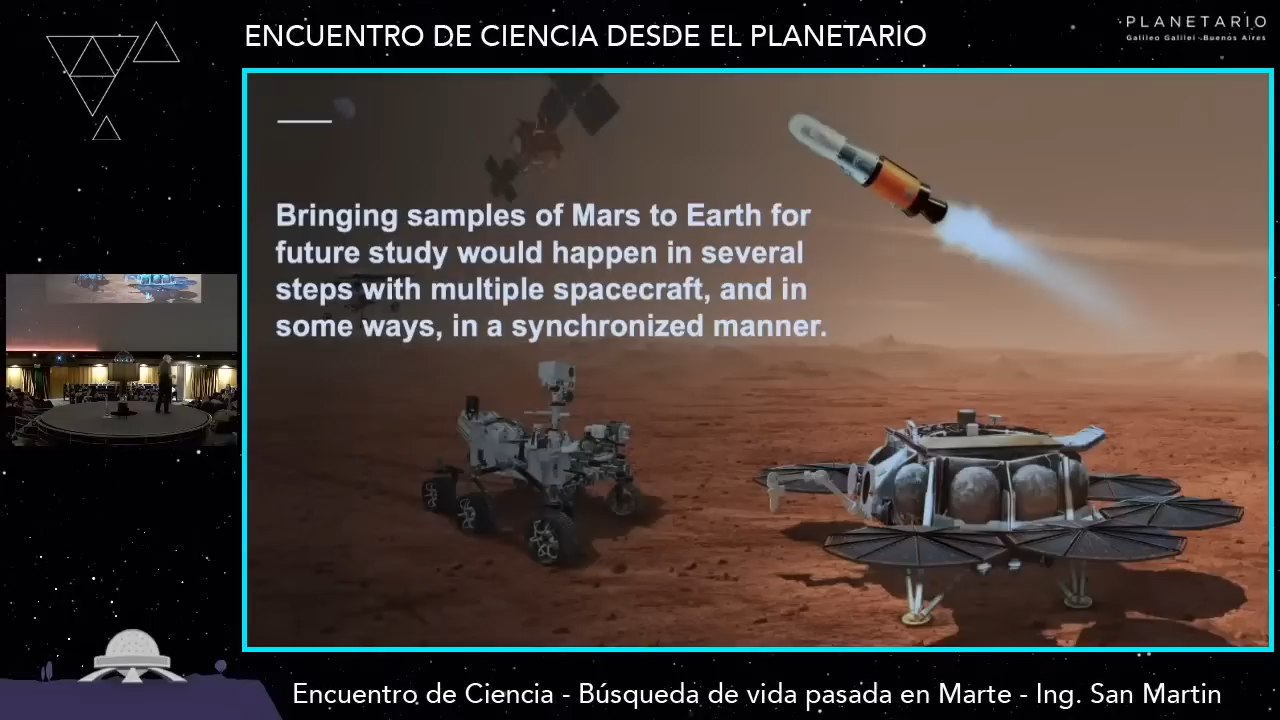 ENCUENTRO DE CIENCIA DESDE EL PLANETARIO
PLANETARIO
Galileo Galilei - Buenos Aires
Bringing samples of Mars to Earth for
future study would happen in several
steps with multiple spacecraft, and in
some ways, in a synchronized manner.
Encuentro de Ciencia - Búsqueda de vida pasada en Marte - Ing. San Martin